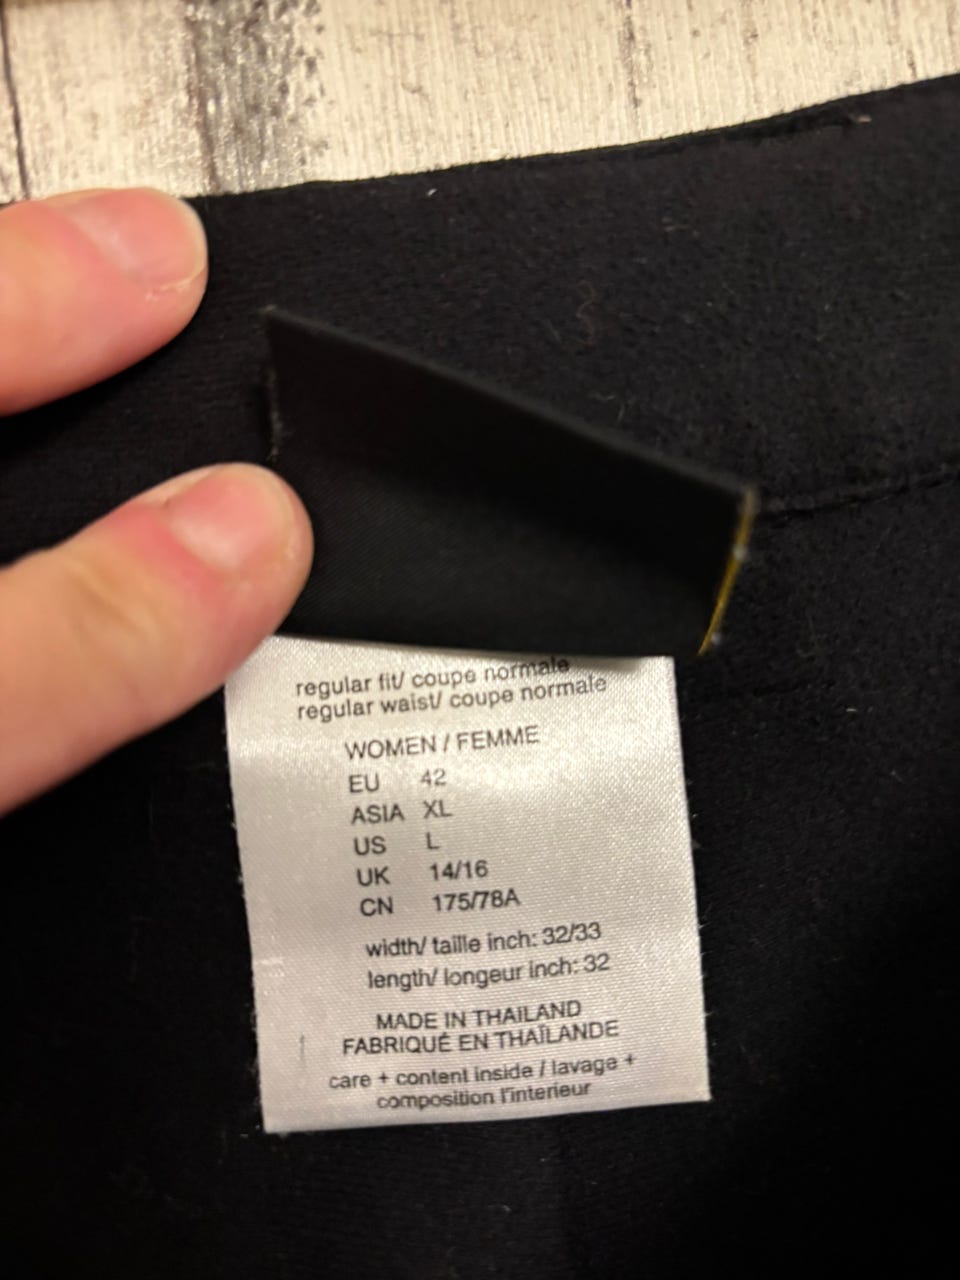 regular fit/ coupe normale
regular waist/ coupe normale
WOMEN / FEMME
EU 42
ASIA XL
US L
UK 14/16
CN 175/78A
width/ taille inch: 32/33
length/ longeur inch: 32
MADE IN THAILAND
FABRIQUÉ EN THAÏLANDE
care + content inside / lavage +
composition l'interieur